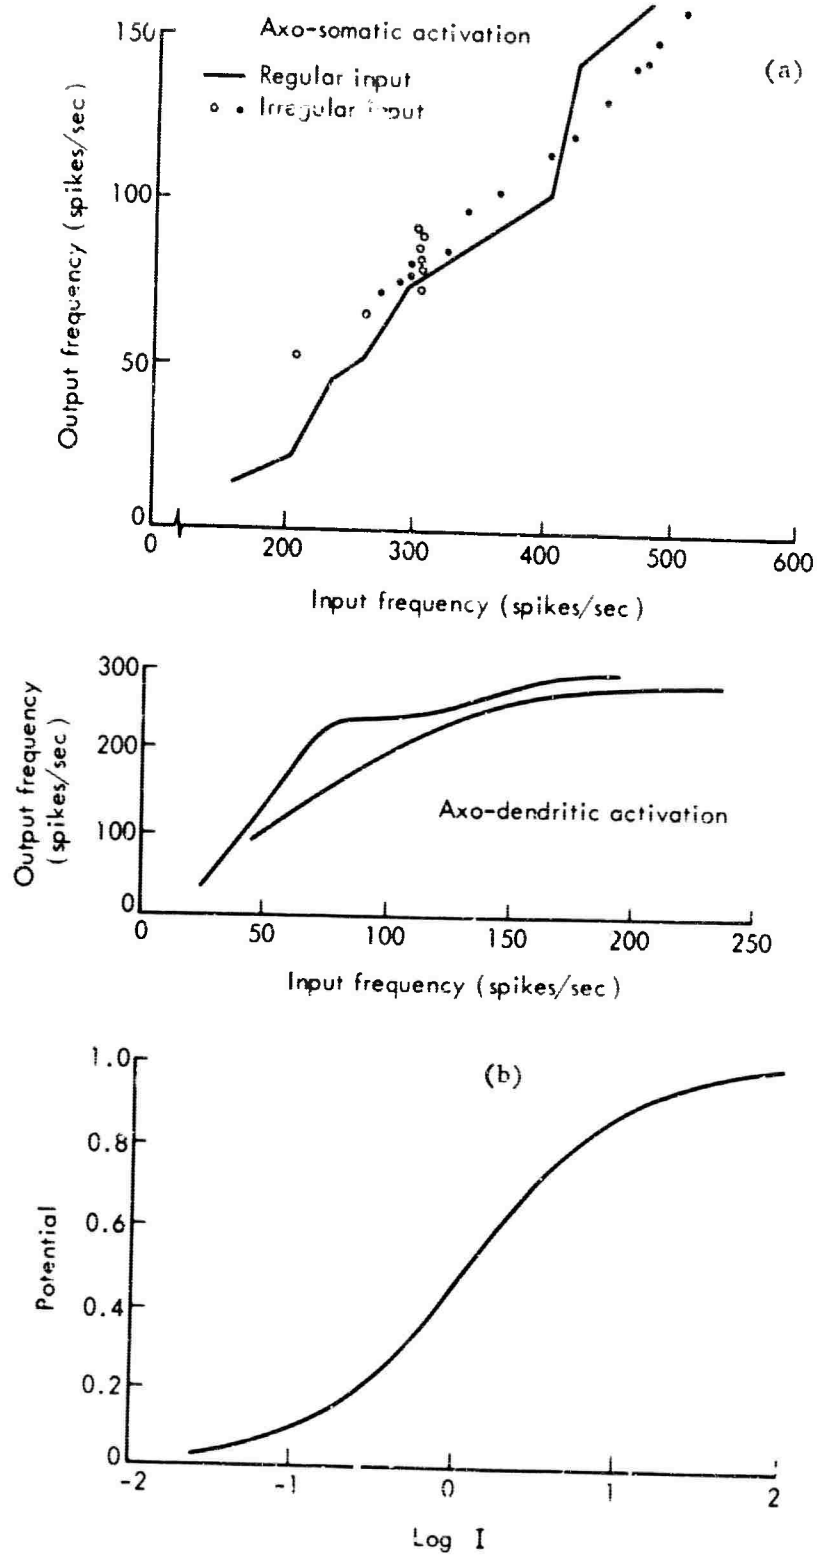 Axo-somatic activation
Regular input
Irregular input
(a)
150
100
50
0
Output frequency (spikes/sec)
0 200 300 400 500 600
Input frequency (spikes/sec)
300
200
100
0
Output frequency
(spikes/sec)
Axo-dendritic activation
0 50 100 150 200 250
Input frequency (spikes/sec)
(b)
1.0
0.8
0.6
0.4
0.2
0
Potential
-2 -1 0 1 2
Log I